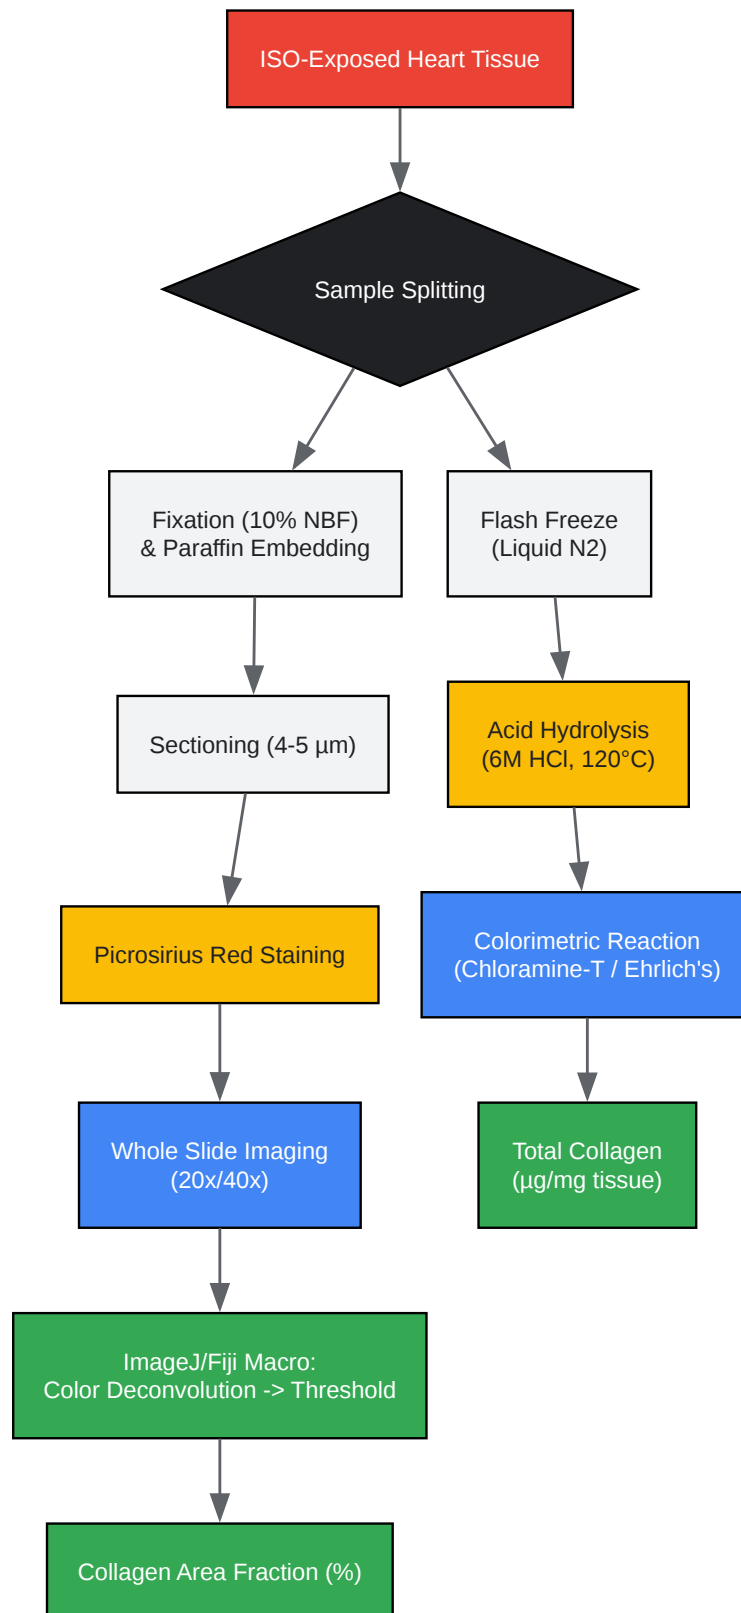 ISO-Exposed Heart Tissue
Sample Splitting
Fixation (10% NBF)
& Paraffin Embedding
Flash Freeze
(Liquid N2)
Sectioning (4-5 µm)
Acid Hydrolysis
(6M HCl, 120°C)
Picrosirius Red Staining
Colorimetric Reaction
(Chloramine-T / Ehrlich's)
Whole Slide Imaging
(20x/40x)
Total Collagen
(µg/mg tissue)
ImageJ/Fiji Macro:
Color Deconvolution -> Threshold
Collagen Area Fraction (%)